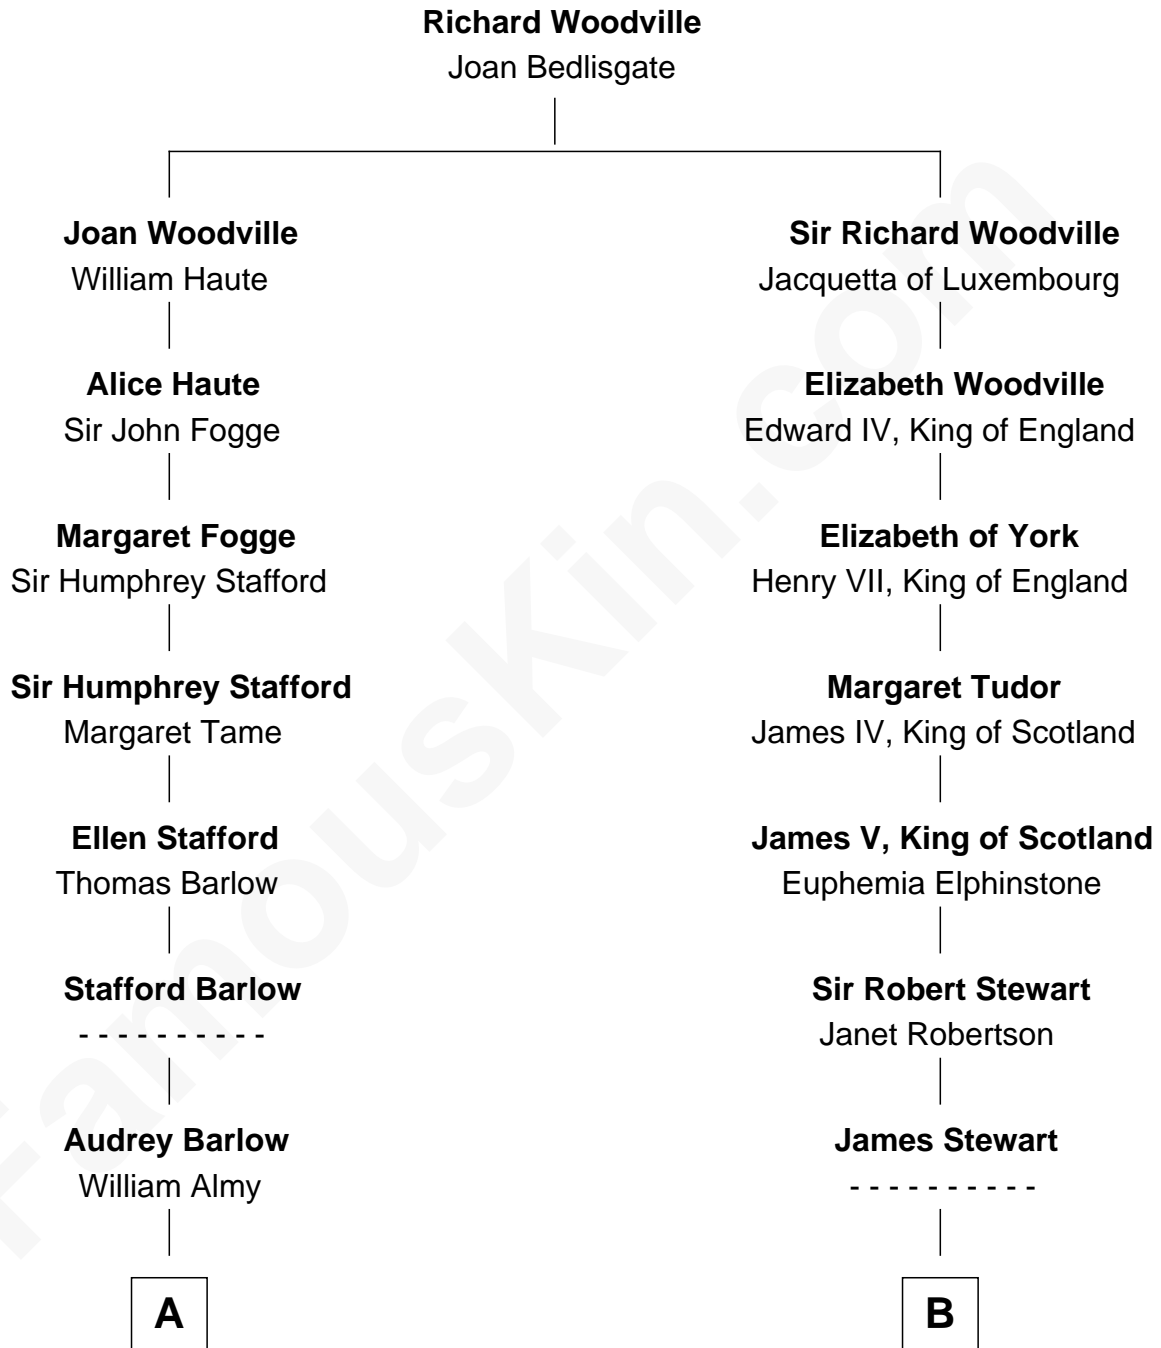 Richard Woodville
Joan Bedlisgate
Joan Woodville
William Haute
Sir Richard Woodville
Jacquetta of Luxembourg
Alice Haute
Sir John Fogge
Elizabeth Woodville
Edward IV, King of England
Margaret Fogge
Sir Humphrey Stafford
Elizabeth of York
Henry VII, King of England
Sir Humphrey Stafford
Margaret Tame
Margaret Tudor
James IV, King of Scotland
Ellen Stafford
Thomas Barlow
James V, King of Scotland
Euphemia Elphinstone
Stafford Barlow
- - - - - - - - - -
Sir Robert Stewart
Janet Robertson
Audrey Barlow
William Almy
James Stewart
- - - - - - - - - -
A
B
FamousKin.com